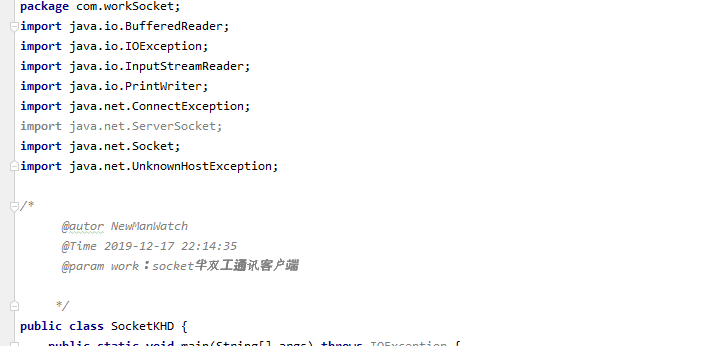 package com.workSocket;
import java.io.BufferedReader;
import java.io.IOException;
import java.io.InputStreamReader;
import java.io.PrintWriter;
import java.net.ConnectException;
import java.net.ServerSocket;
import java.net.Socket;
import java.net.UnknownHostException;
/*
@autor NewManWatch
@Time 2019-12-17 22:14:35
@param work：socket半双工通讯客户端
*/
public class SocketKHD {
public static void main(String[] args) throws IOException {